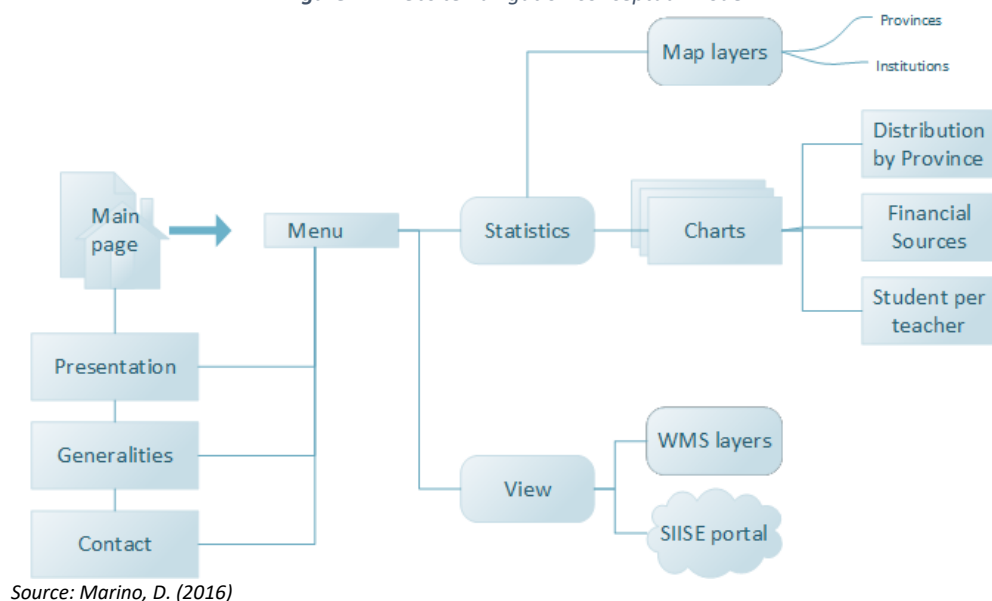 Map layers
Provinces
Institutions
Distribution
by Province
Main
page
Menu
Statistics
Charts
Financial
Sources
Student per
teacher
Presentation
Generalities
Contact
View
WMS layers
SIISE portal
Source: Marino, D. (2016)